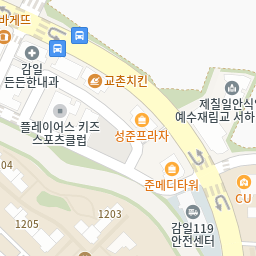 바게뜨
감일
든든한내과
교촌치킨
제칠일안식
예수재림교 서하
플레이어스 키즈
스포츠클럽
성준프라자
준메디타워
CU
1204
1203
1205
감일119
안전센터